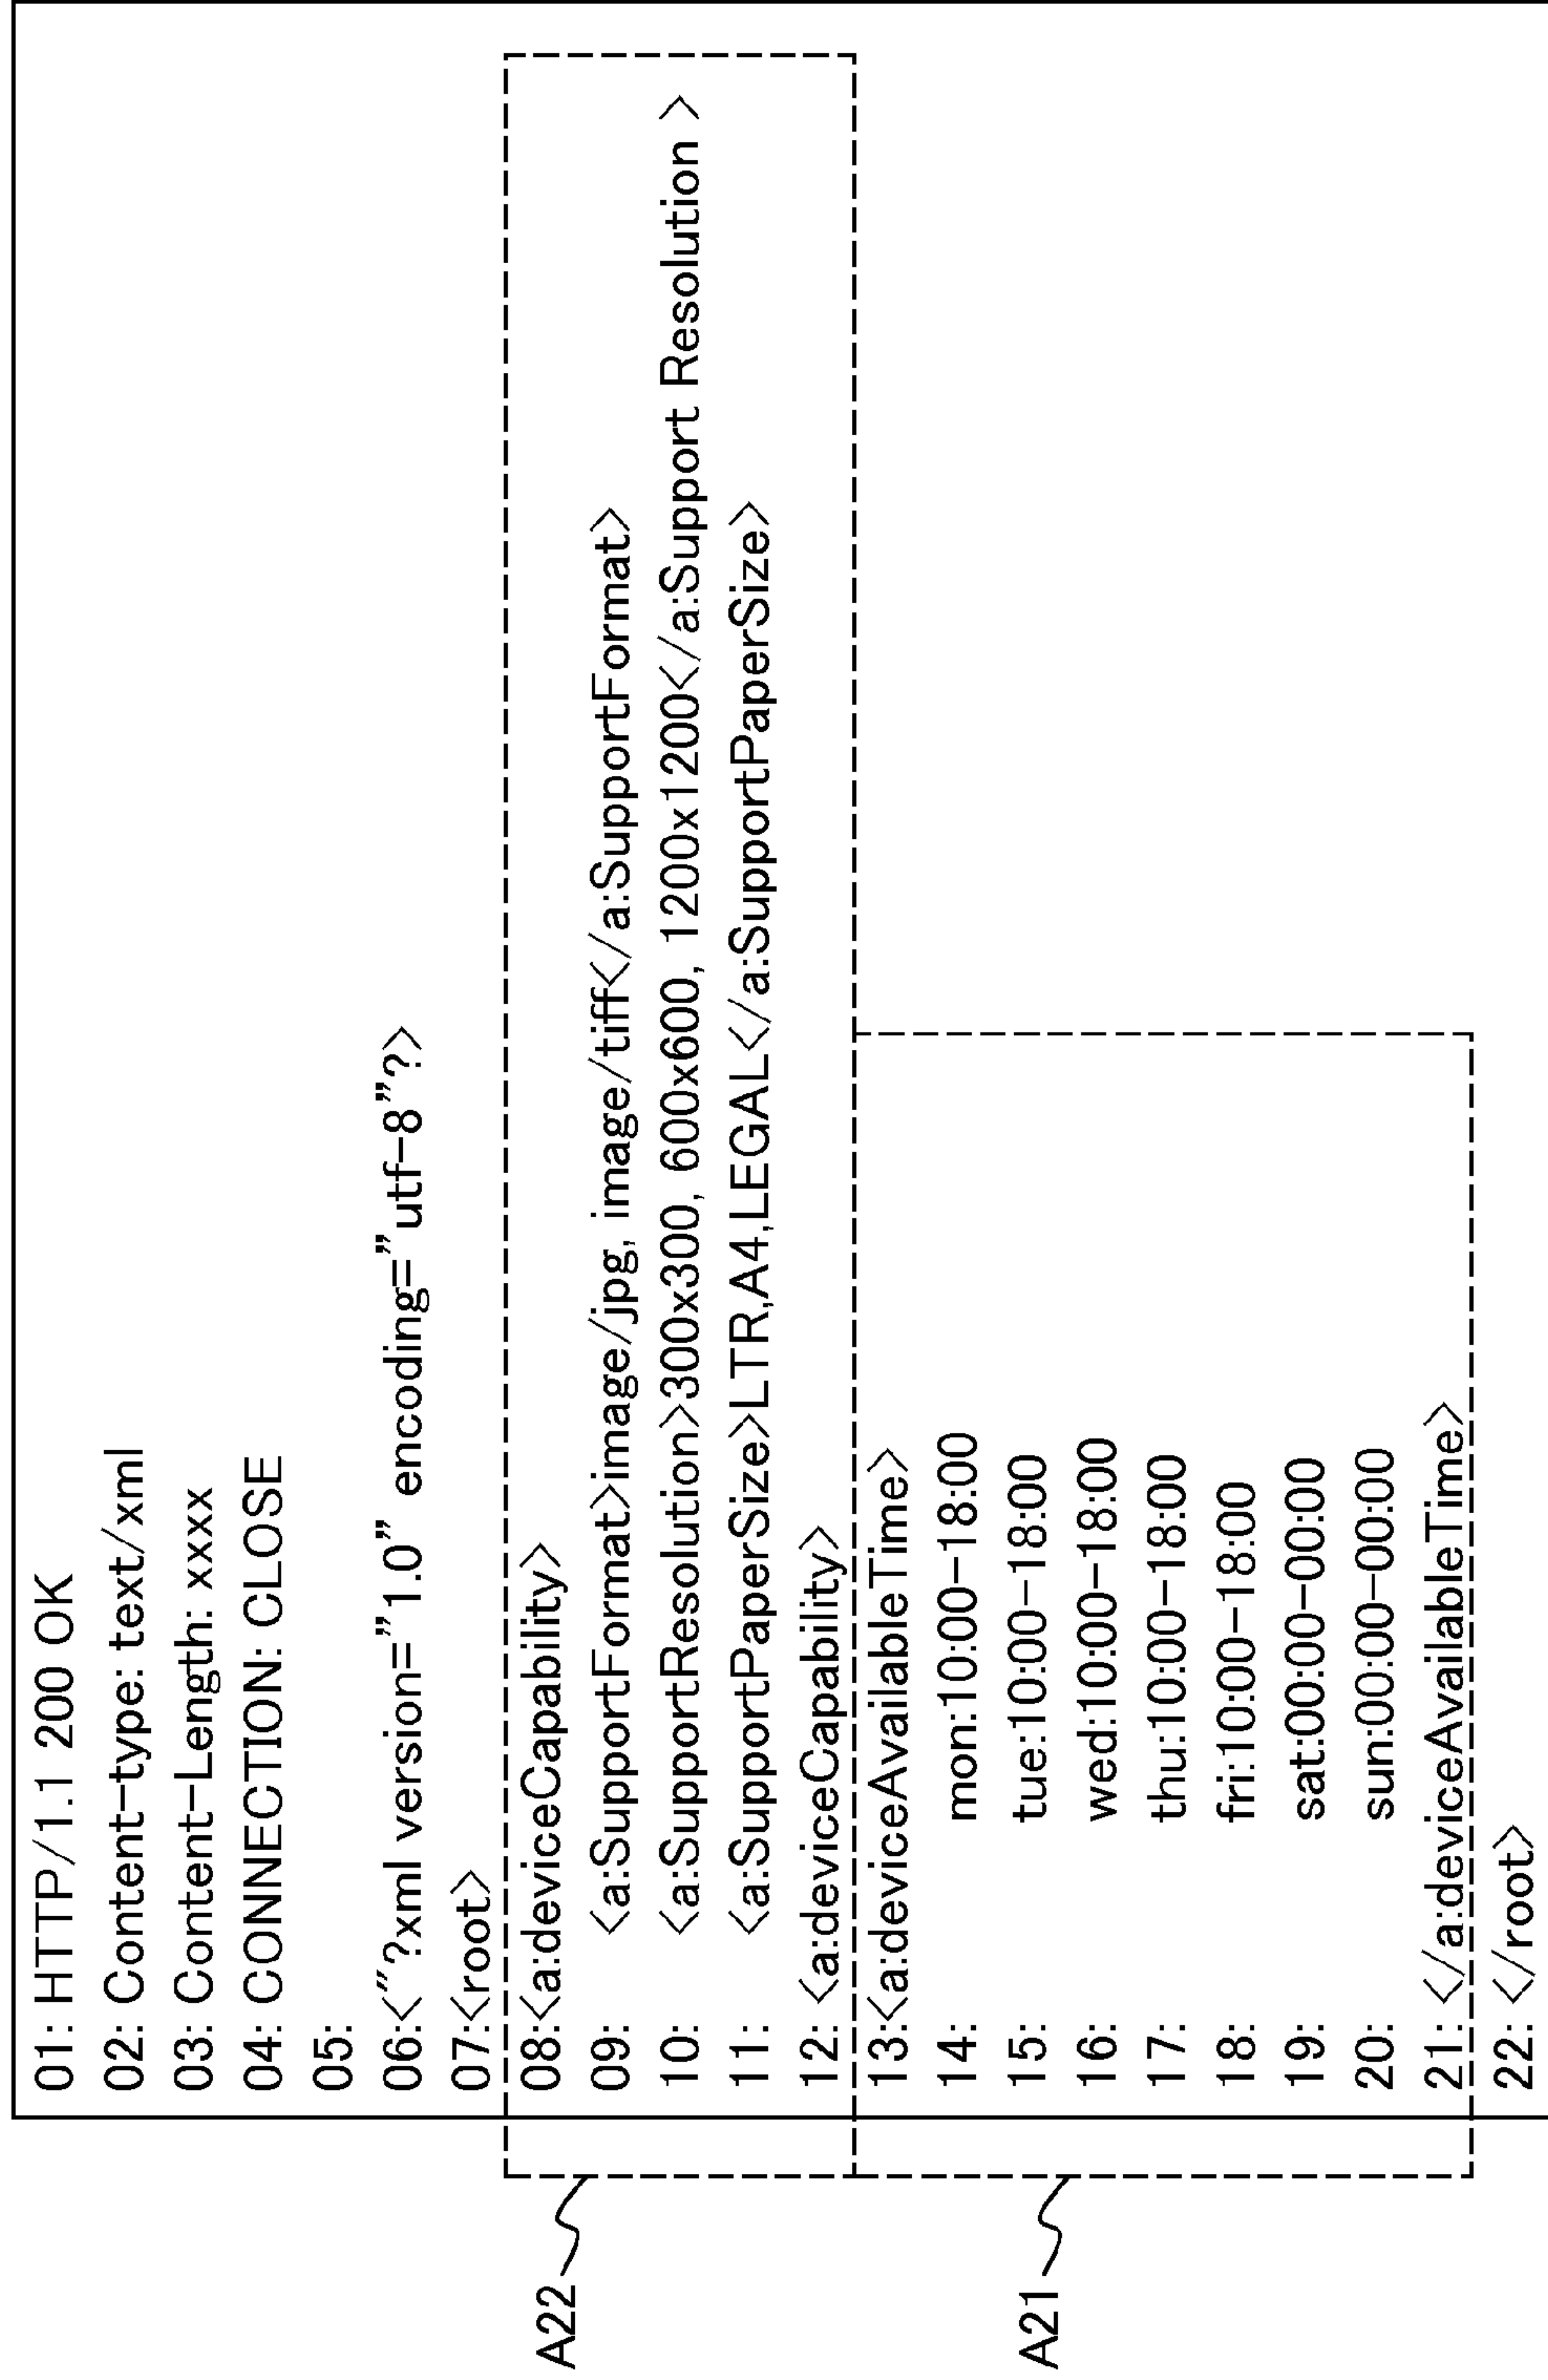 01: HTTP/1.1 200 OK
02: Content-type: text/xml
03: Content-Length: xxxx
04: CONNECTION: CLOSE
05:
06:<"?xml version="1.0" encoding="utf-8"?>
07:<root>
08:<a:deviceCapability>
09: <a:SupportFormat>image/jpg, image/tiff</a:SupportFormat>
10: <a:SupportResolution>300x300, 600x600, 1200x1200</a:Support Resolution >
11: <a:SupportPaperSize>LTR,A4,LEGAL</a:SupportPaperSize>
12: <a:deviceCapability>
13:<a:deviceAvailableTime>
14: mon:10:00-18:00
15: tue:10:00-18:00
16: wed:10:00-18:00
17: thu:10:00-18:00
18: fri:10:00-18:00
19: sat:00:00-00:00
20: sun:00:00-00:00
21: </a:deviceAvailableTime>
22: </root>
A22
A21